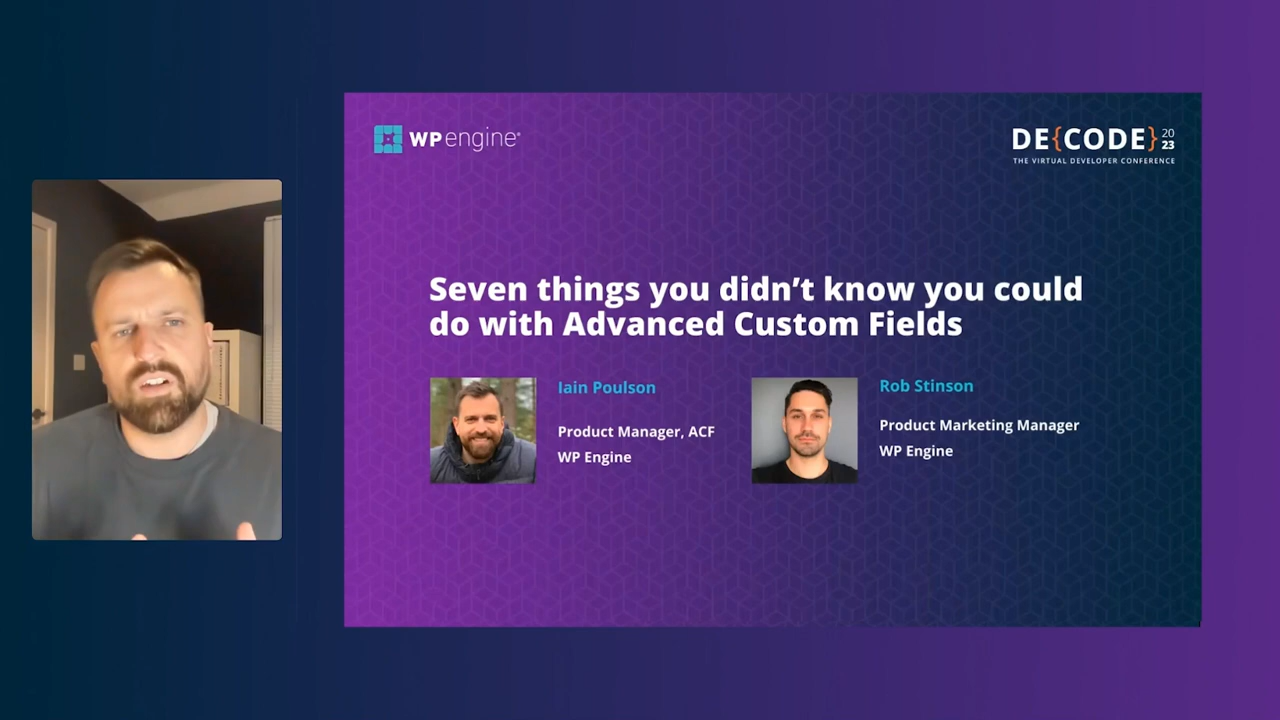 WP engine®
DE{CODE} 20 23
THE VIRTUAL DEVELOPER CONFERENCE
Seven things you didn’t know you could
do with Advanced Custom Fields
Iain Poulson
Product Manager, ACF
WP Engine
Rob Stinson
Product Marketing Manager
WP Engine